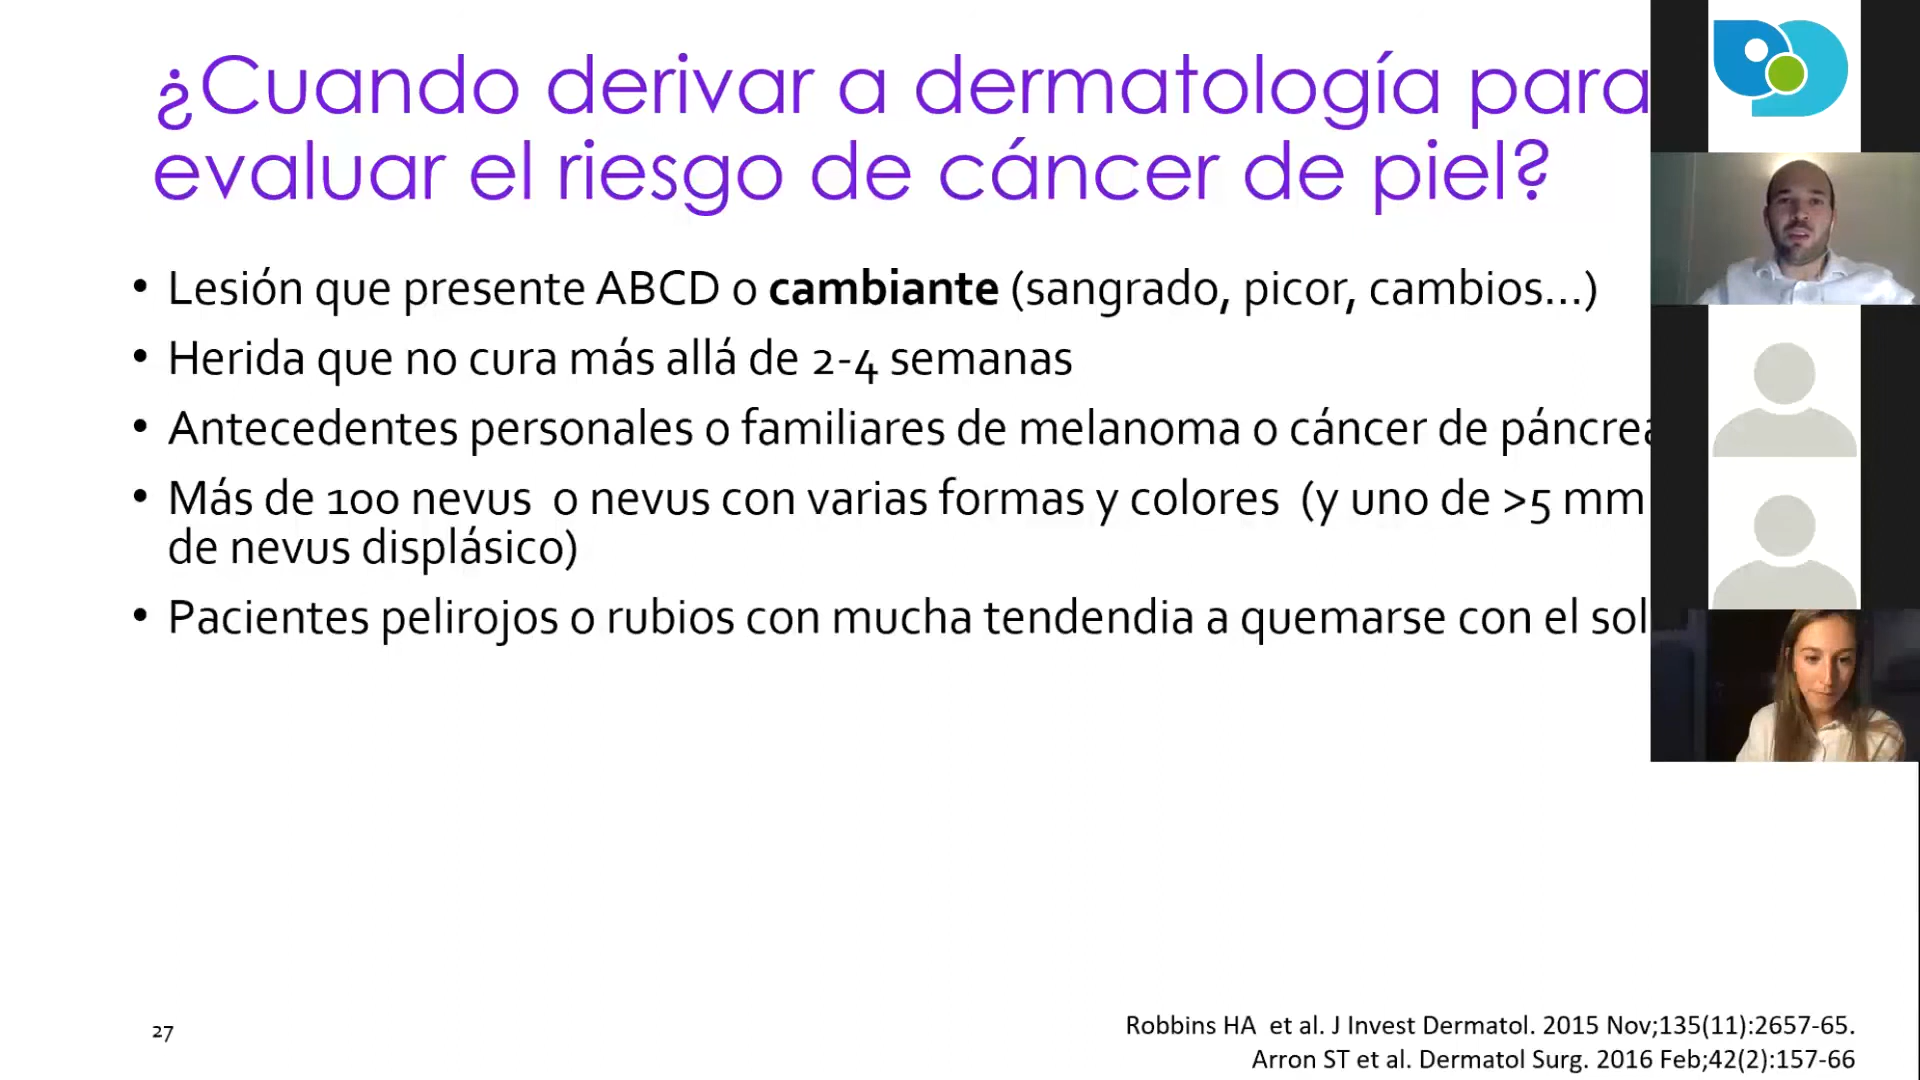 ¿Cuando derivar a dermatología para
evaluar el riesgo de cáncer de piel?
• Lesión que presente ABCD o cambiante (sangrado, picor, cambios...)
• Herida que no cura más allá de 2-4 semanas
• Antecedentes personales o familiares de melanoma o cáncer de
• Más de 100 nevus o nevus con varias formas y colores (y uno de >5 mm
de nevus displásico)
• Pacientes pelirojos o rubios con mucha tendendia a quemarse con el sol
27
Robbins HA et al. J Invest Dermatol. 2015 Nov;135(11):2657-65.
Arron ST et al. Dermatol Surg. 2016 Feb;42(2):157-66